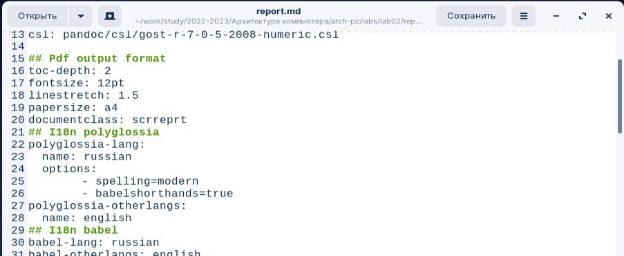 Открыть
report.md
~/work/study/2022-2023/Архитектура компьютера/arch-pc/labs/lab02/rep...
Сохранить
13 csl: pandoc/csl/gost-r-7-0-5-2008-numeric.csl
14
15 ## Pdf output format
16 toc-depth: 2
17 fontsize: 12pt
18 linestretch: 1.5
19 papersize: a4
20 documentclass: scrreprt
21 ## I18n polyglossia
22 polyglossia-lang:
23   name: russian
24   options:
25        - spelling=modern
26        - babelshorthands=true
27 polyglossia-otherlangs:
28   name: english
29 ## I18n babel
30 babel-lang: russian
31 babel-otherlangs: english